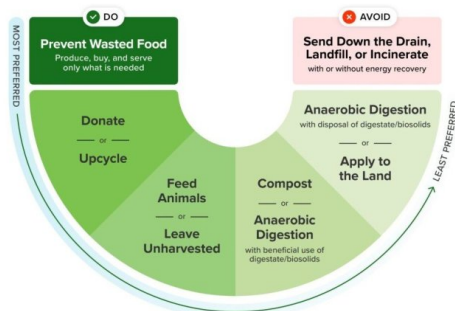 DO
Prevent Wasted Food
Produce, buy, and serve
only what is needed
AVOID
Send Down the Drain,
Landfill, or Incinerate
with or without energy recovery
MOST PREFERRED
Donate
or
Upcycle
Feed
Animals
or
Leave
Unharvested
Compost
or
Anaerobic
Digestion
with beneficial use of
digestate/biosolids
Anaerobic Digestion
with disposal of digestate/biosolids
or
Apply to
the Land
LEAST PREFERRED